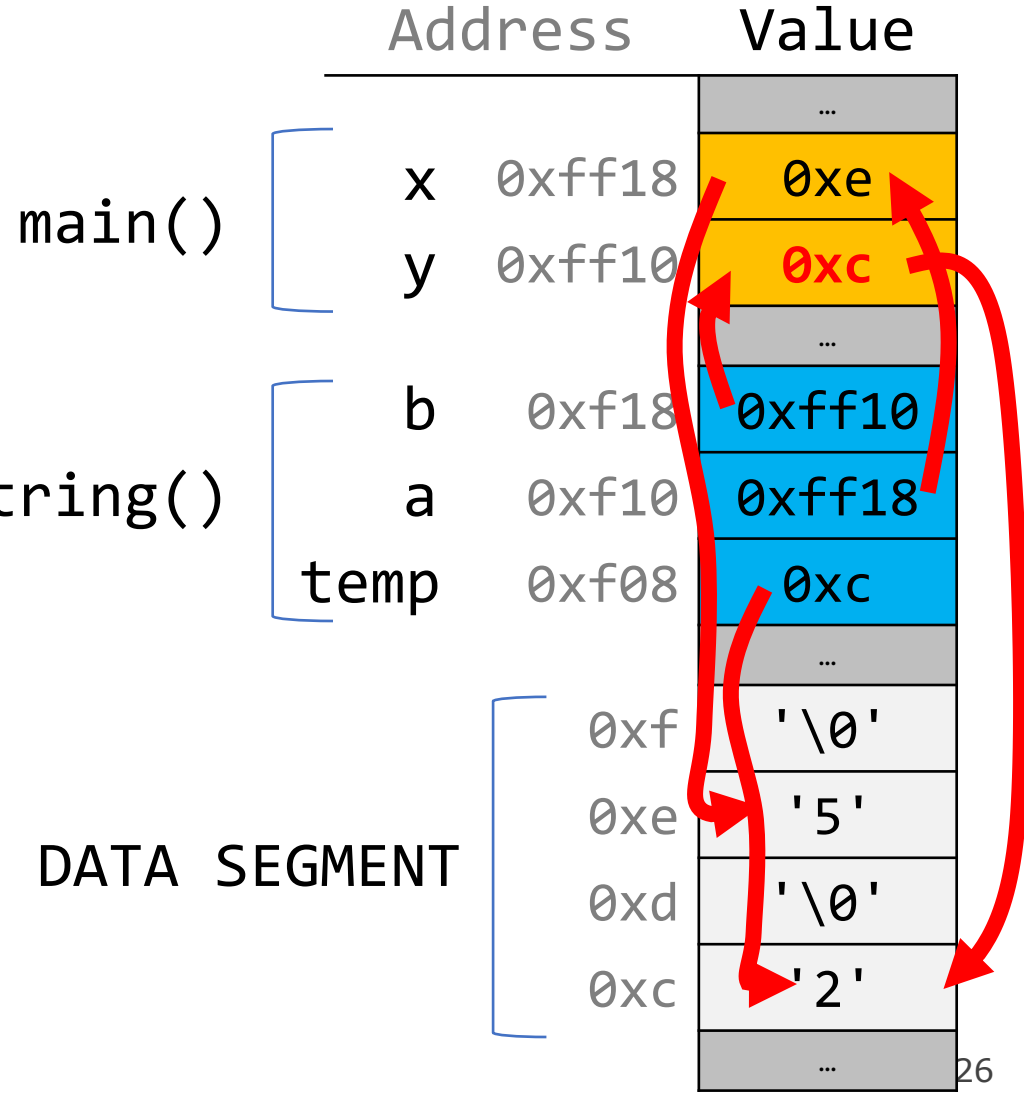 Address Value
…
x 0xff18 0xe
main()
y 0xff10 0xc
…
b 0xf18 0xff10
tring() a 0xf10 0xff18
temp 0xf08 0xc
…
0xf '\0'
0xe '5'
DATA SEGMENT
0xd '\0'
0xc '2'
… 26